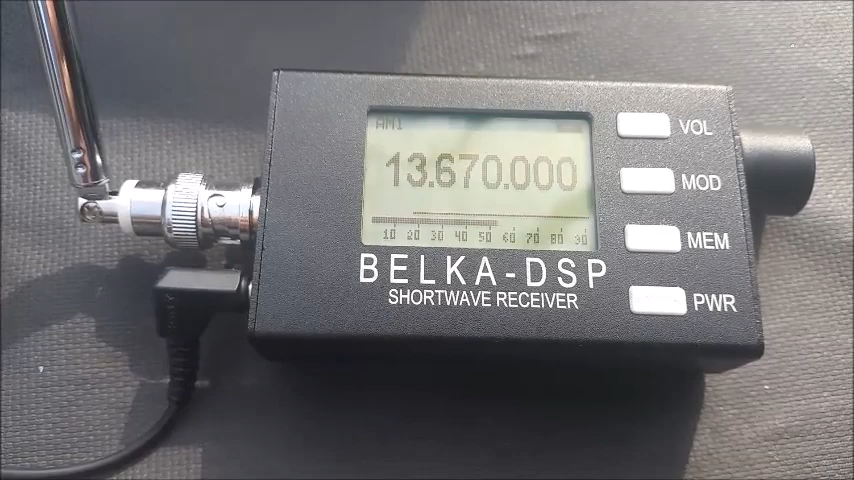 AM1
13.670.000
10 20 30 40 50 60 70 80 90
BELKA-DSP
SHORTWAVE RECEIVER
VOL
MOD
MEM
PWR